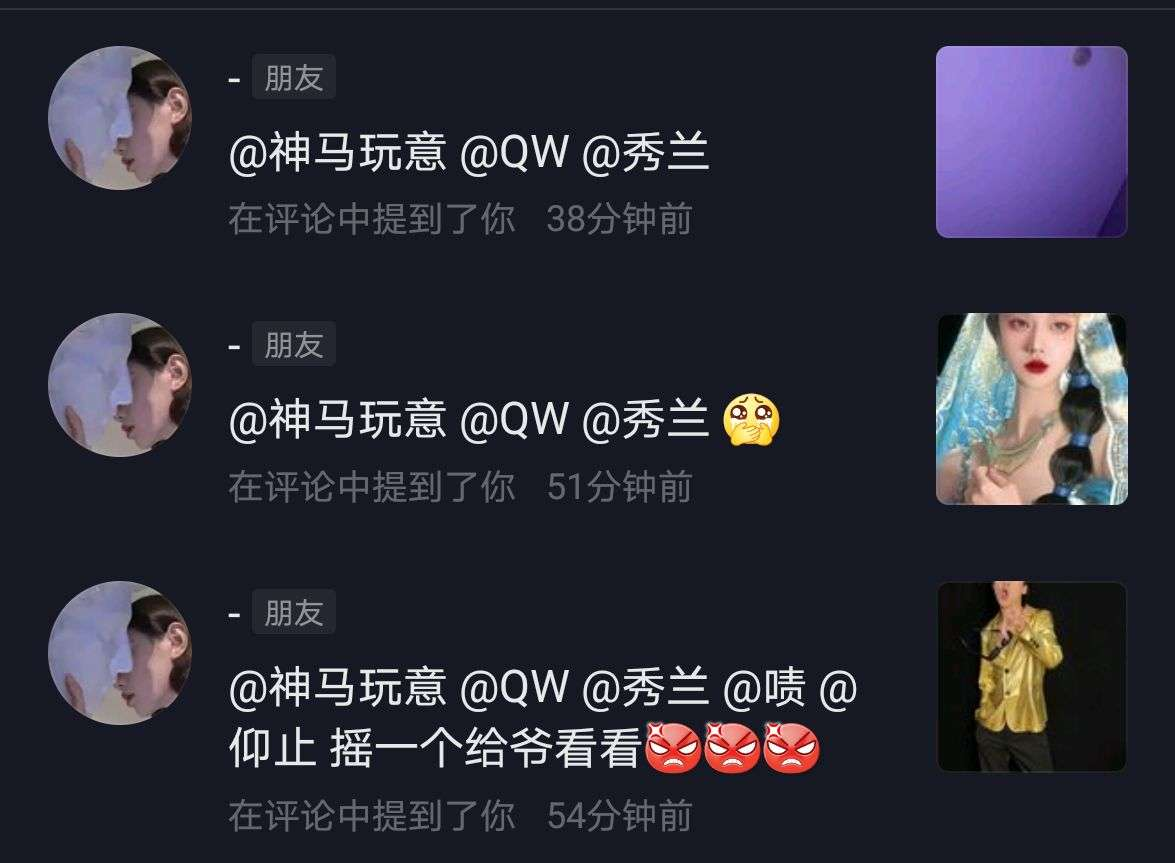 - 朋友
@神马玩意 @QW @秀兰
在评论中提到了你 38分钟前
- 朋友
@神马玩意 @QW @秀兰 🥹
在评论中提到了你 51分钟前
- 朋友
@神马玩意 @QW @秀兰 @啧 @
仰止 摇一个给爷看看😡😡😡
在评论中提到了你 54分钟前